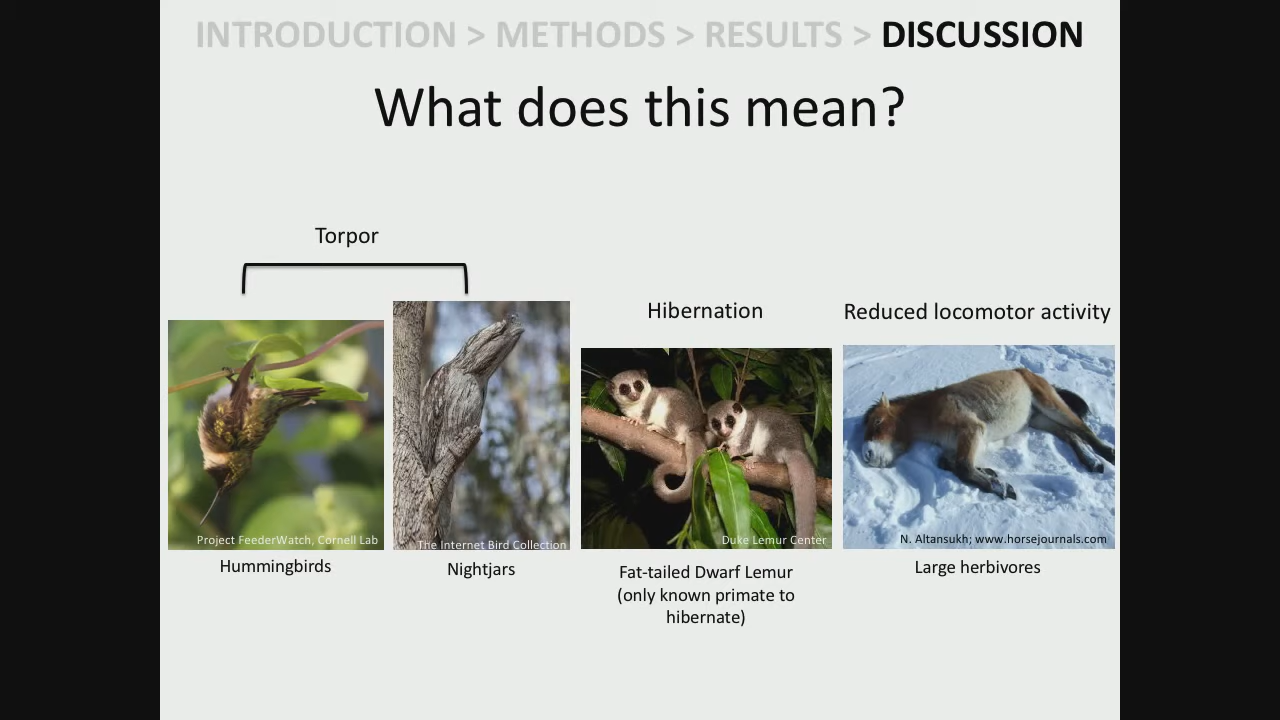 INTRODUCTION > METHODS > RESULTS > DISCUSSION
What does this mean?
Torpor
Hibernation
Reduced locomotor activity
Project FeederWatch, Cornell Lab
The Internet Bird Collection
Duke Lemur Center
N. Altansukh; www.horsejournals.com
Hummingbirds
Nightjars
Fat-tailed Dwarf Lemur
(only known primate to
hibernate)
Large herbivores